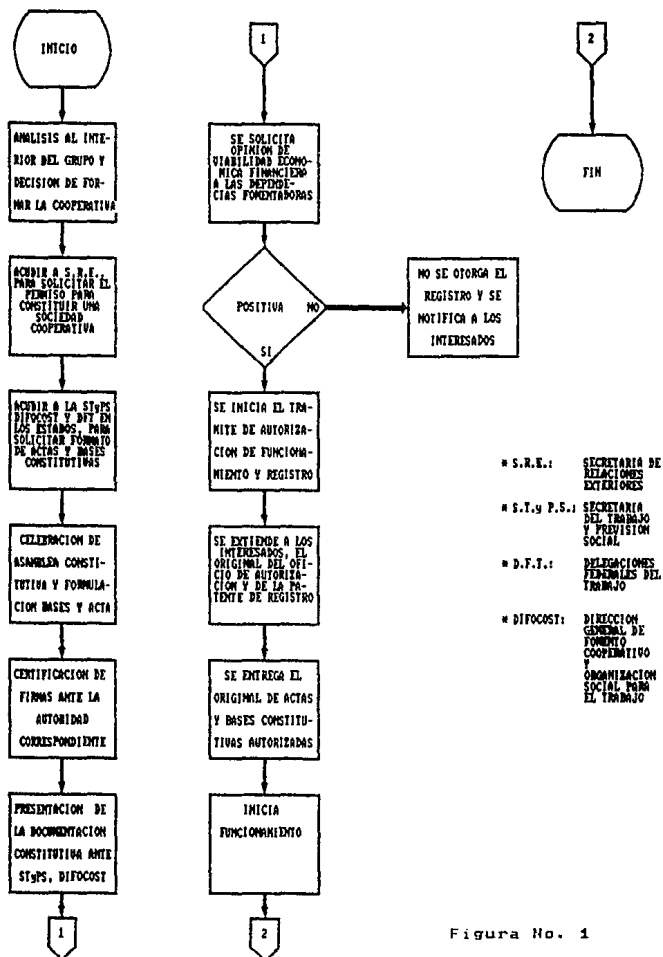 INICIO
ANALISIS AL INTE-
RIOR DEL GRUPO Y
DECISION DE FOR-
MAR LA COOPERATIVA
ACUDIR A S.R.E.,
PARA SOLICITAR EL
PERMISO PARA
CONSTITUIR UNA
SOCIEDAD
COOPERATIVA
ACUDIR A LA STyPS
DIFOCOST Y DFT EN
LOS ESTADOS, PARA
SOLICITAR FORMATO
DE ACTAS Y BASES
CONSTITUTIVAS
CELEBRACION DE
ASAMBLEA CONSTI-
TUTIVA Y FORMULA-
CION BASES Y ACTA
CERTIFICACION DE
FIRMAS ANTE LA
AUTORIDAD
CORRESPONDIENTE
PRESENTACION DE
LA DOCUMENTACION
CONSTITUTIVA ANTE
STyPS, DIFOCOST
1
1
SE SOLICITA
OPINION DE
VIABILIDAD ECONO-
MICA FINANCIERA
A LAS DEPENDE-
CIAS FOMENTADORAS
POSITIVA
NO
SI
NO SE OTORGA EL
REGISTRO Y SE
NOTIFICA A LOS
INTERESADOS
SE INICIA EL TRA-
MITE DE AUTORIZA-
CION DE FUNCIONA-
MIENTO Y REGISTRO
SE EXTIENDE A LOS
INTERESADOS, EL
ORIGINAL DEL OFI-
CIO DE AUTORIZA-
CION Y DE LA PA-
TENTE DE REGISTRO
SE ENTREGA EL
ORIGINAL DE ACTAS
Y BASES CONSTITU-
TIVAS AUTORIZADAS
INICIA
FUNCIONAMIENTO
2
2
FIN
* S.R.E.: SECRETARIA DE
RELACIONES
EXTERIORES
* S.T.y P.S.: SECRETARIA
DEL TRABAJO
Y PREVISION
SOCIAL
* D.F.T.: DELEGACIONES
FEDERALES DEL
TRABAJO
* DIFOCOST: DIRECCION
GENERAL DE
FOMENTO
COOPERATIVO
Y
ORGANIZACION
SOCIAL PARA
EL TRABAJO
Figura No. 1